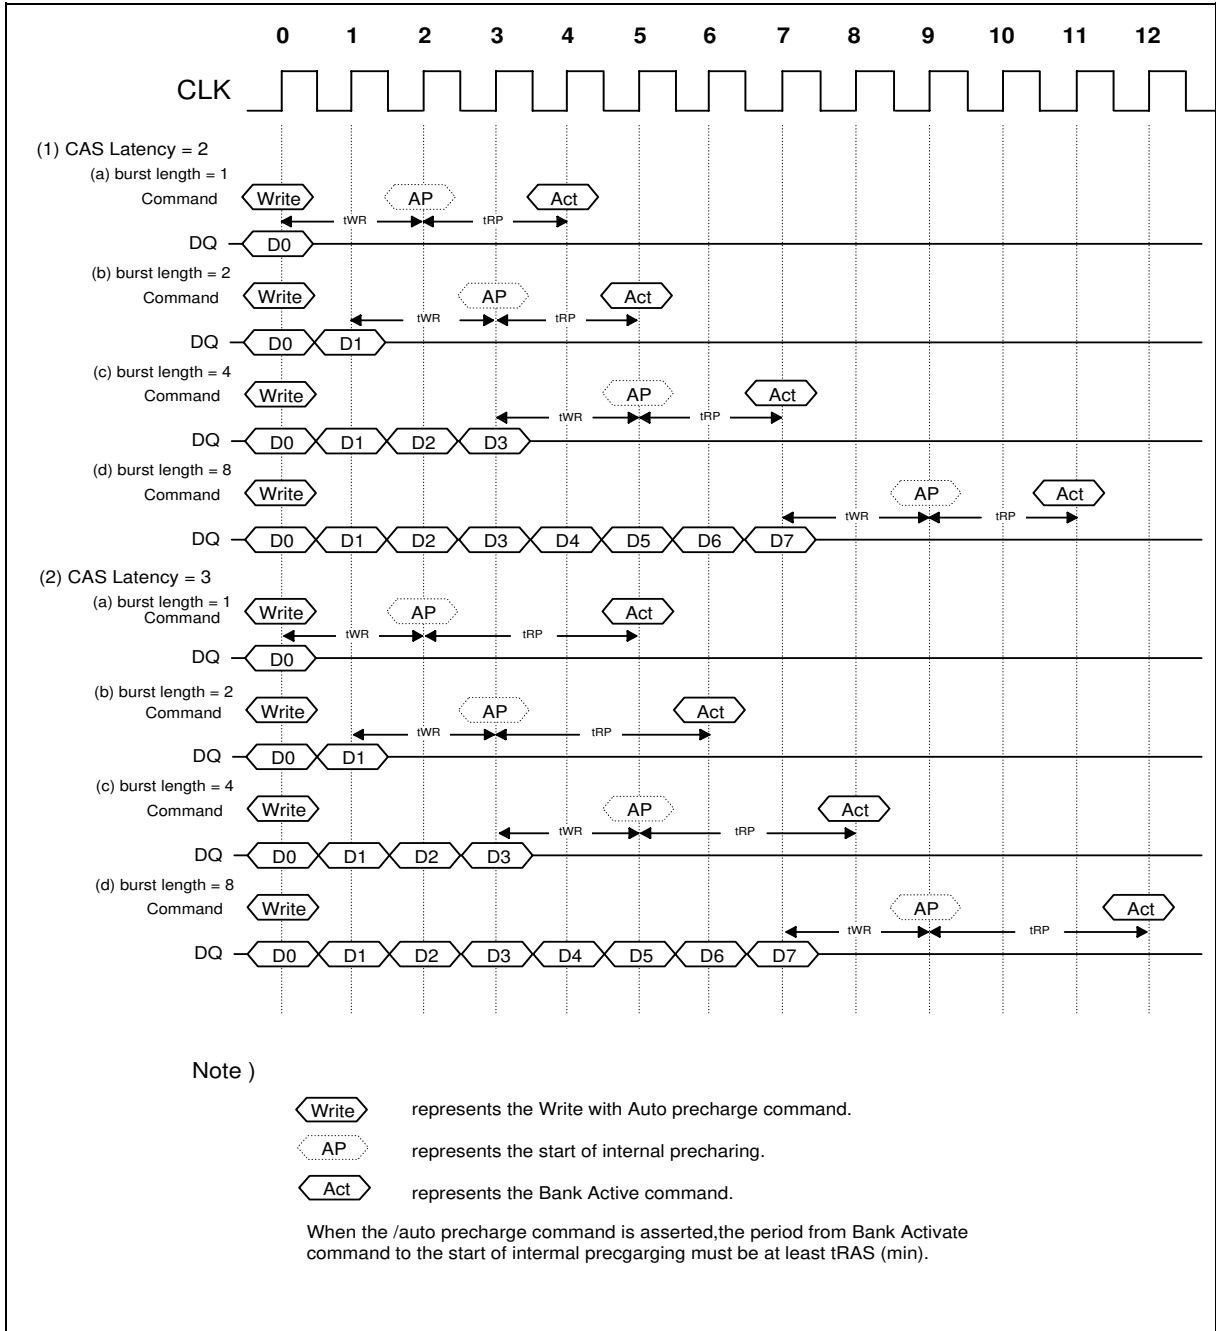 0 1 2 3 4 5 6 7 8 9 10 11 12
CLK
(1) CAS Latency = 2
(a) burst length = 1
Command Write AP Act
tWR tRP
DQ D0
(b) burst length = 2
Command Write AP Act
tWR tRP
DQ D0 D1
(c) burst length = 4
Command Write AP Act
tWR tRP
DQ D0 D1 D2 D3
(d) burst length = 8
Command Write AP Act
tWR tRP
DQ D0 D1 D2 D3 D4 D5 D6 D7
(2) CAS Latency = 3
(a) burst length = 1
Command Write AP Act
tWR tRP
DQ D0
(b) burst length = 2
Command Write AP Act
tWR tRP
DQ D0 D1
(c) burst length = 4
Command Write AP Act
tWR tRP
DQ D0 D1 D2 D3
(d) burst length = 8
Command Write AP Act
tWR tRP
DQ D0 D1 D2 D3 D4 D5 D6 D7
Note )
Write represents the Write with Auto precharge command.
AP represents the start of internal precharing.
Act represents the Bank Active command.
When the /auto precharge command is asserted,the period from Bank Activate
command to the start of intermal precgarging must be at least tRAS (min).